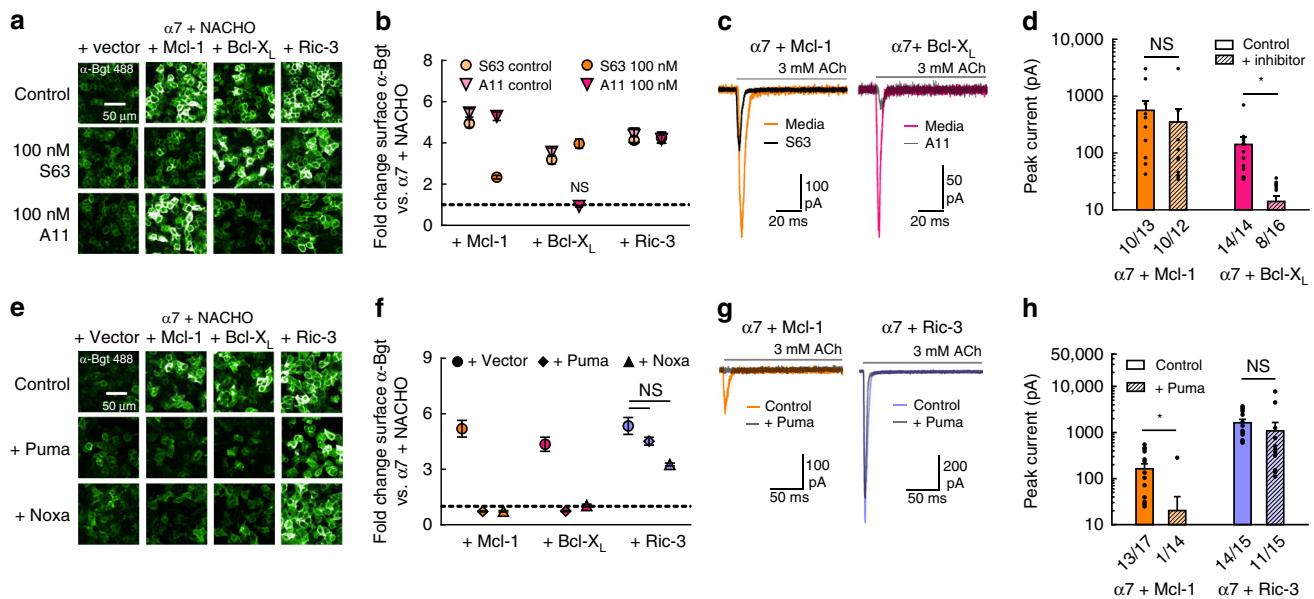 a
α7 + NACHO
+ vector + Mcl-1 + Bcl-X_L + Ric-3
α-Bgt 488
50 µm
Control
100 nM
S63
100 nM
A11
b
Fold change surface α-Bgt
vs. α7 + NACHO
8
6
4
2
0
S63 control
S63 100 nM
A11 control
A11 100 nM
NS
+ Mcl-1
+ Bcl-X_L
+ Ric-3
c
α7 + Mcl-1
3 mM ACh
Media
S63
100
pA
20 ms
α7+ Bcl-X_L
3 mM ACh
Media
A11
50
pA
20 ms
d
Peak current (pA)
10,000
1000
100
10
NS
*
Control
+ inhibitor
10/13
10/12
14/14
8/16
α7 + Mcl-1
α7 + Bcl-X_L
e
α7 + NACHO
+ Vector + Mcl-1 + Bcl-X_L + Ric-3
α-Bgt 488
50 µm
Control
+ Puma
+ Noxa
f
Fold change surface α-Bgt
vs. α7 + NACHO
9
6
3
0
+ Vector
+ Puma
+ Noxa
NS
+ Mcl-1
+ Bcl-X_L
+ Ric-3
g
α7 + Mcl-1
3 mM ACh
Control
+ Puma
100
pA
50 ms
α7 + Ric-3
3 mM ACh
Control
+ Puma
200
pA
50 ms
h
Peak current (pA)
50,000
10,000
1000
100
10
Control
+ Puma
*
NS
13/17
1/14
14/15
11/15
α7 + Mcl-1
α7 + Ric-3